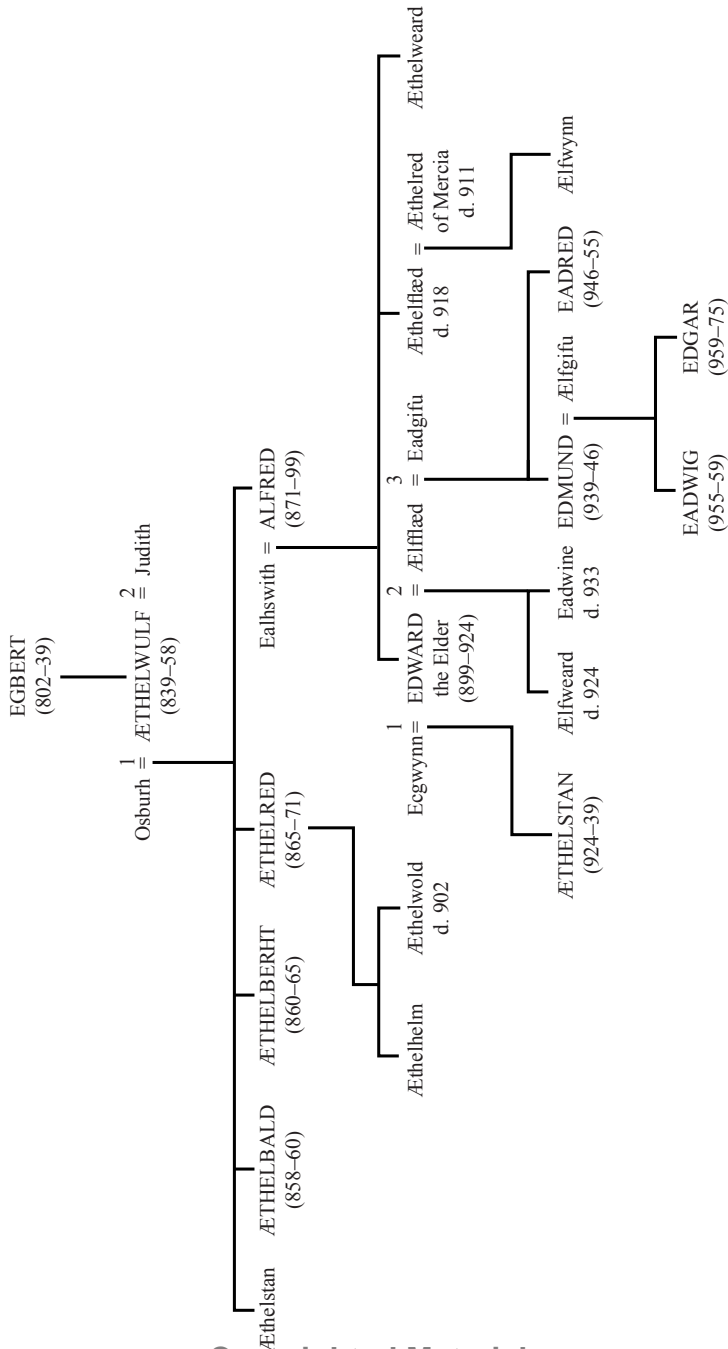 EGBERT
(802–39)
Osburh = 1 ÆTHELWULF 2 = Judith
(839–58)
Æthelstan
ÆTHELBALD
(858–60)
ÆTHELBERHT
(860–65)
ÆTHELRED
(865–71)
Ealhswith = ALFRED
(871–99)
Æthelhelm
Æthelwold
d. 902
Ecgwynn = 1 EDWARD
the Elder
(899–924)
2 = Ælfflæd
3 = Eadgifu
Æthelflæd
d. 918
= Æthelred
of Mercia
d. 911
Æthelweard
ÆTHELSTAN
(924–39)
Ælfweard
d. 924
Eadwine
d. 933
EDMUND = Ælfgifu
(939–46)
EADRED
(946–55)
Ælfwynn
EADWIG
(955–59)
EDGAR
(959–75)